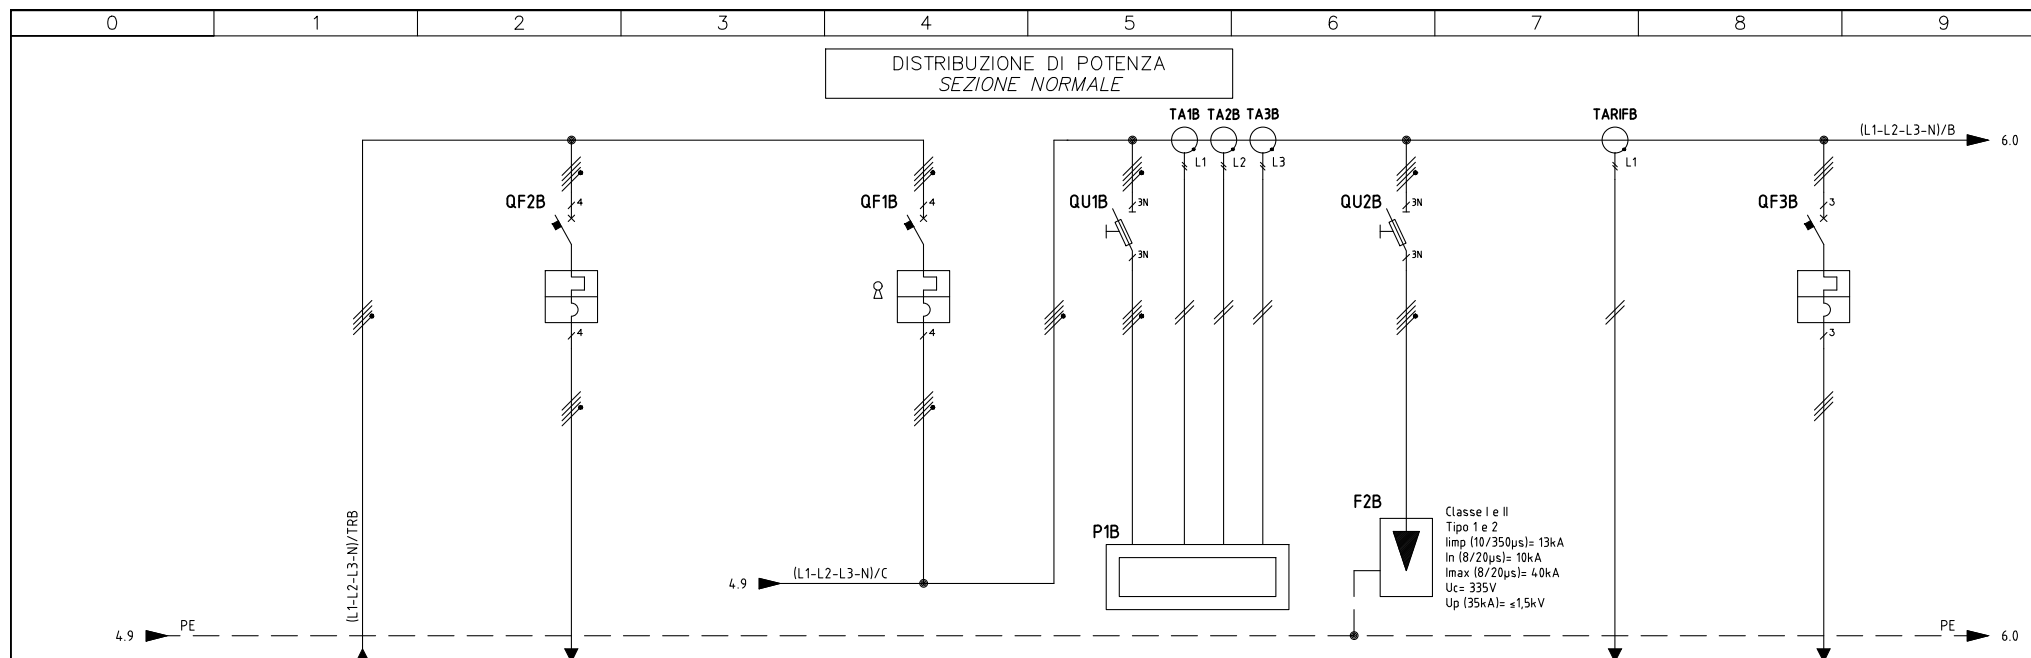 0 1 2 3 4 5 6 7 8 9
DISTRIBUZIONE DI POTENZA
SEZIONE NORMALE
TA1B TA2B TA3B TARIFB
(L1-L2-L3-N)/B 6.0
L1 L2 L3 L1
QF2B 4 QF1B 4 QU1B 3N QU2B 3N QF3B 3
3N 3N
4 4 3
F2B
Classe I e II
Tipo 1 e 2
Iimp (10/350µs)= 13kA
In (8/20µs)= 10kA
Imax (8/20µs)= 40kA
Uc= 335V
Up (35kA)= ≤1,5kV
P1B
(L1-L2-L3-N)/TRB
4.9 (L1-L2-L3-N)/C
4.9 PE PE 6.0